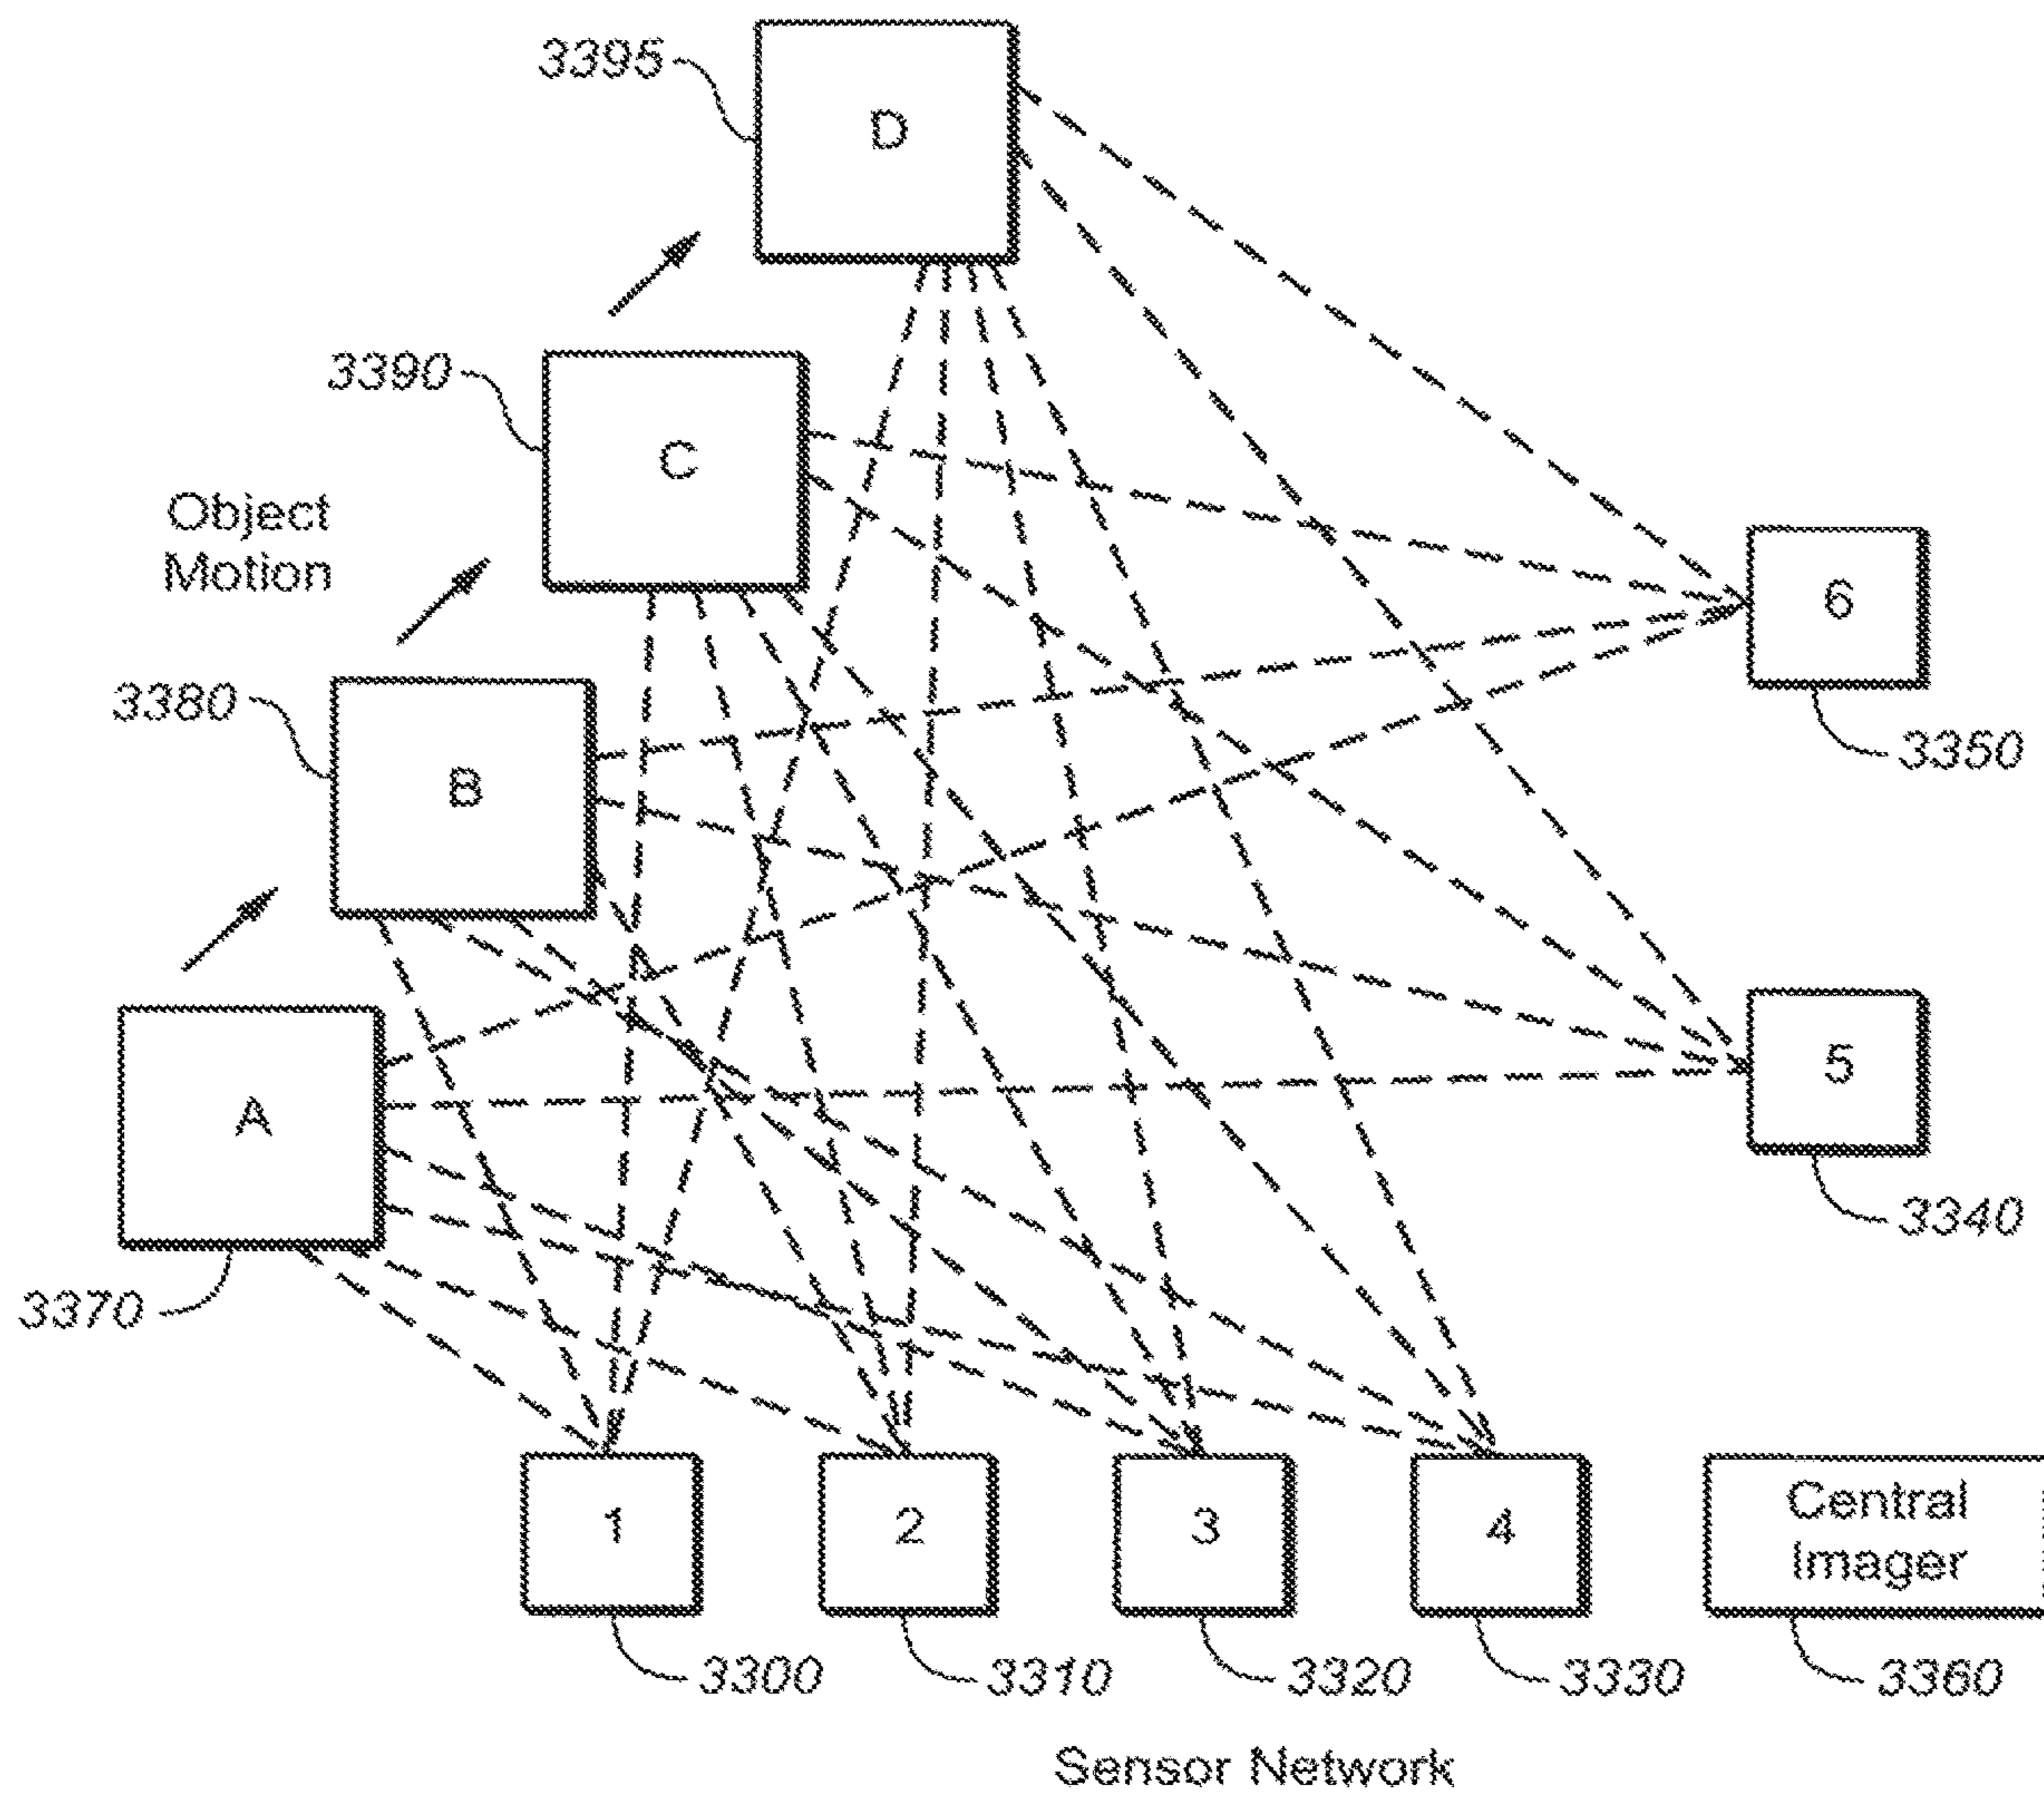 3395
D
3390
C
Object
Motion
6
3380
3350
B
5
A
3340
3370
1
2
3
4
Central
Imager
3300
3310
3320
3330
3360
Sensor Network